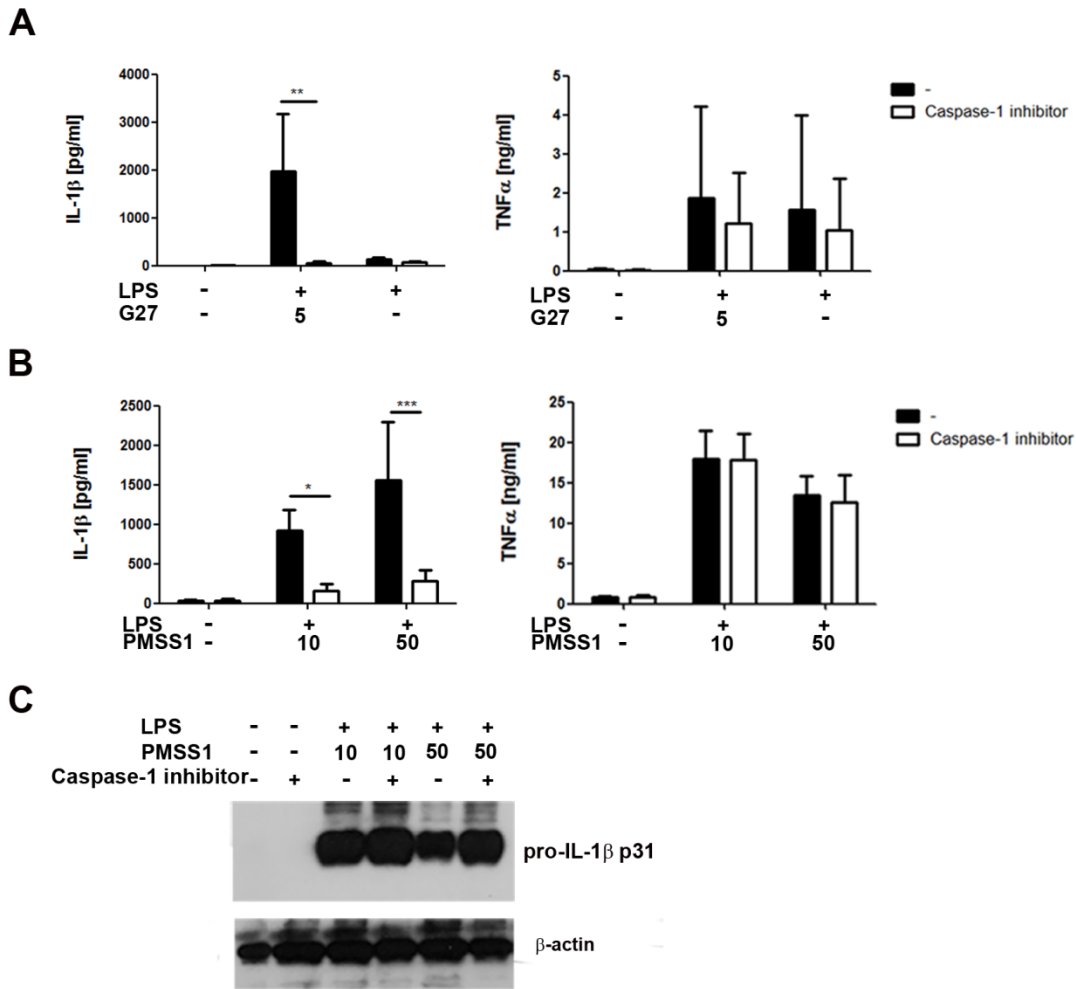 A
4000
3000
2000
1000
0
IL-1β [pg/ml]
**
LPS - + +
G27 - 5 -
5
4
3
2
1
0
TNFα [ng/ml]
-
Caspase-1 inhibitor
LPS - + +
G27 - 5 -
B
2500
2000
1500
1000
500
0
IL-1β [pg/ml]
*
***
LPS - + +
PMSS1 - 10 50
25
20
15
10
5
0
TNFα [ng/ml]
-
Caspase-1 inhibitor
LPS - + +
PMSS1 - 10 50
C
LPS - - + + + +
PMSS1 - - 10 10 50 50
Caspase-1 inhibitor - + - + - +
pro-IL-1β p31
β-actin